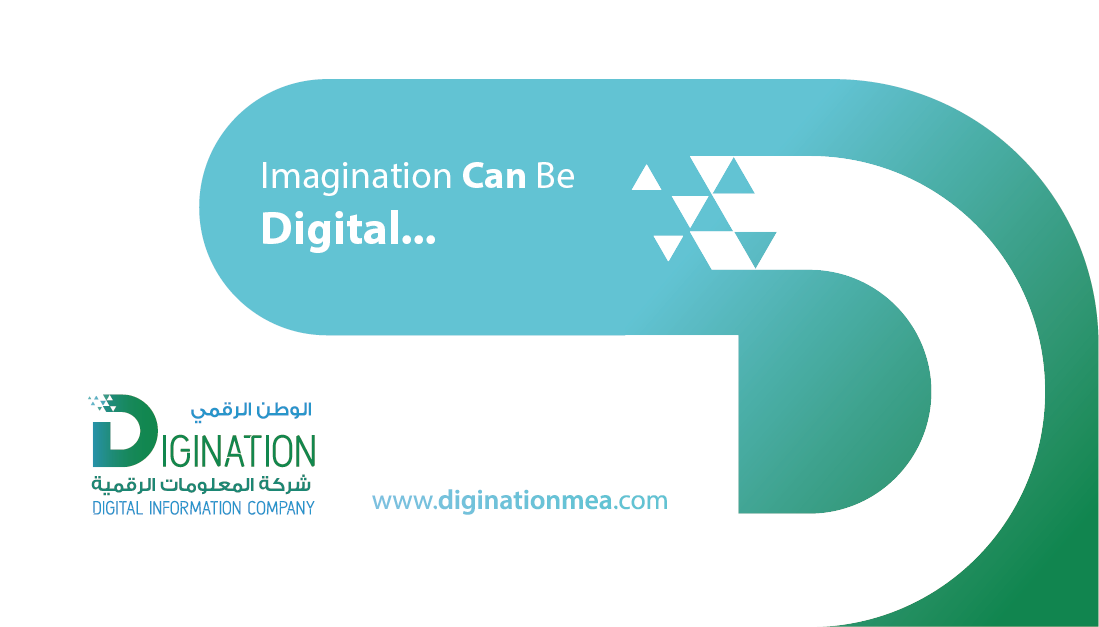 Imagination Can Be
Digital...
الوطن الرقمي
DIGINATION
شركة المعلومات الرقمية
DIGITAL INFORMATION COMPANY
www.diginationmea.com